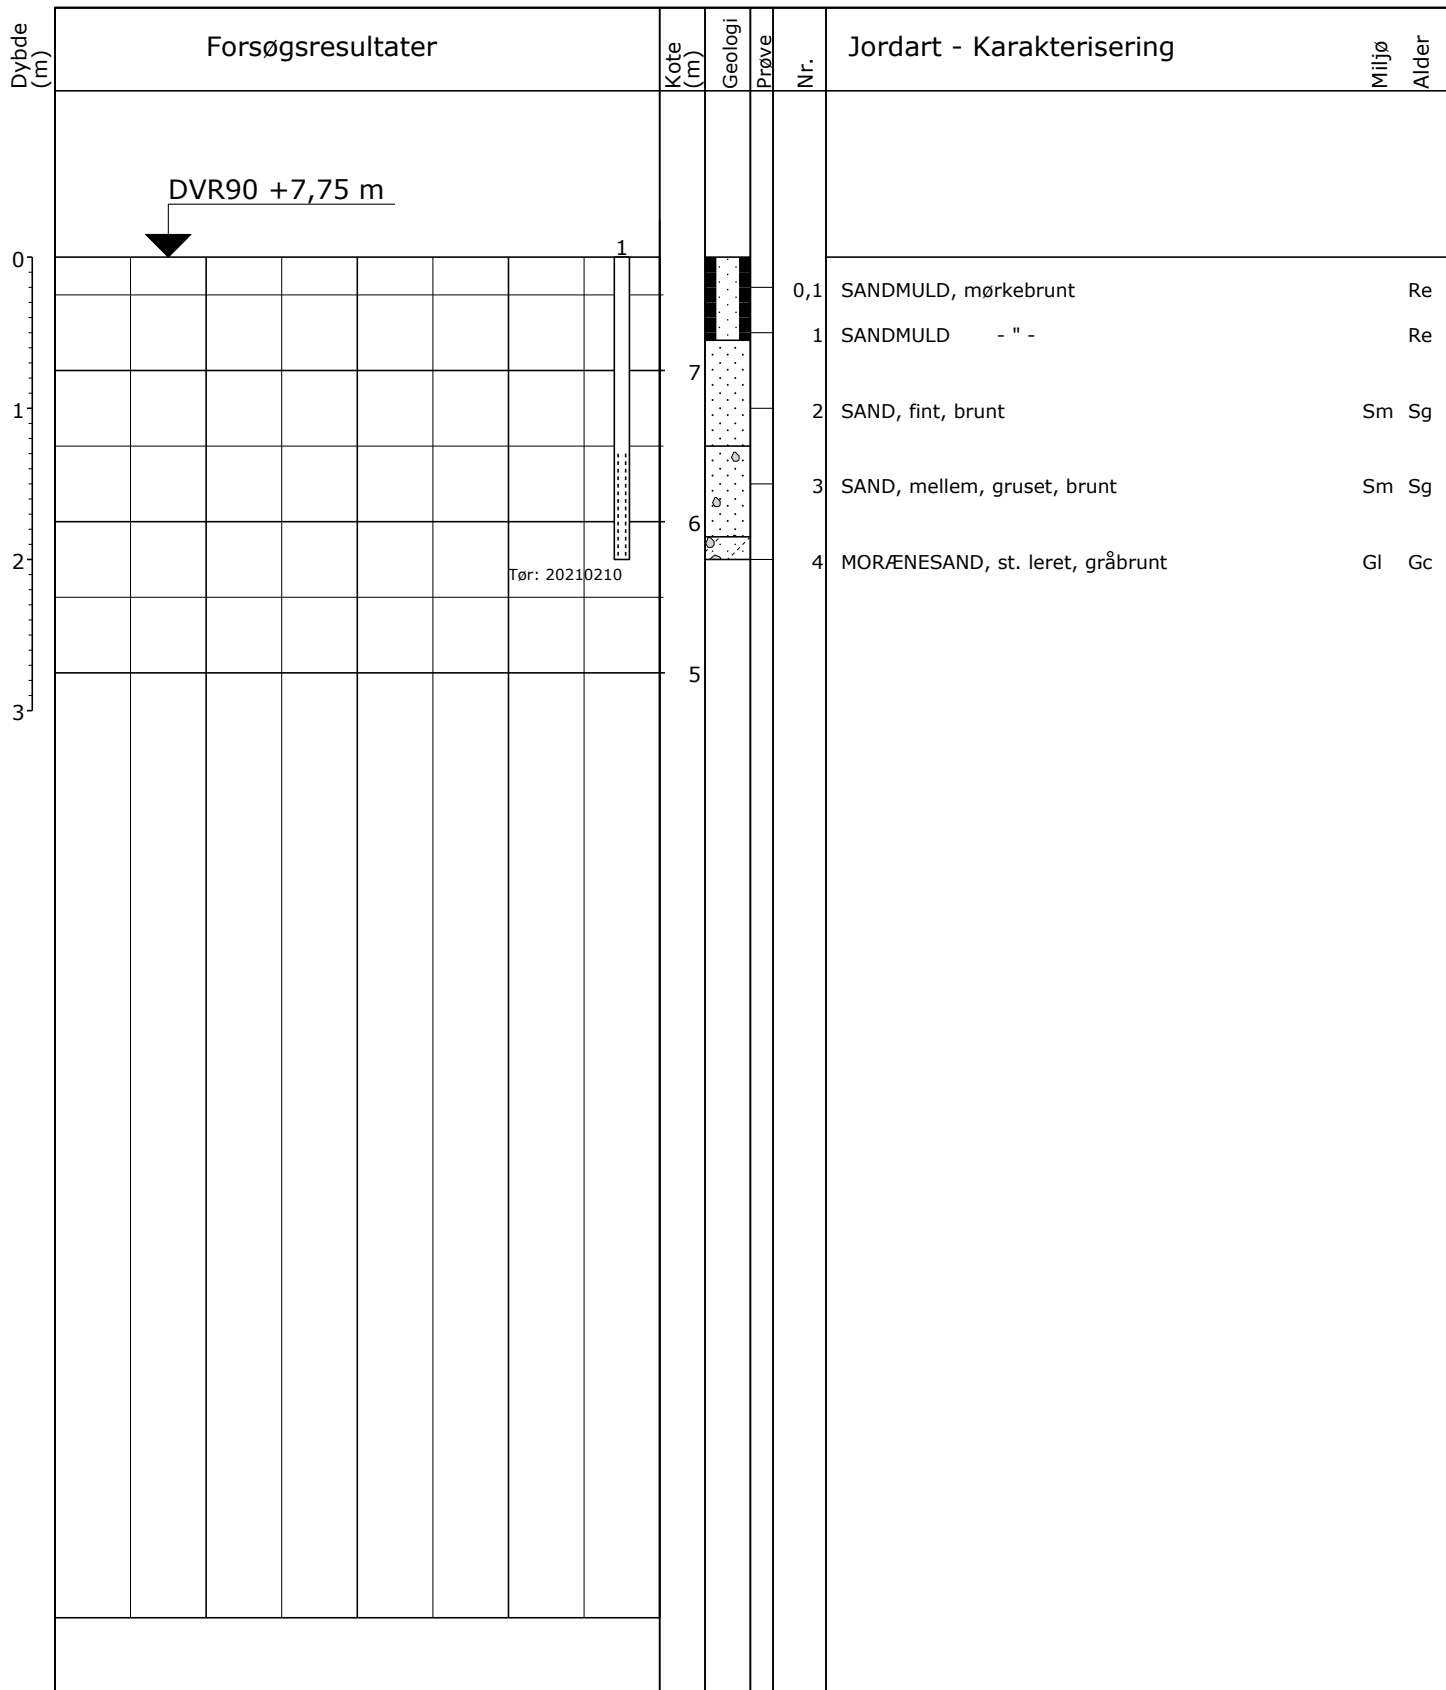 Dybde (m)
Forsøgsresultater
Kote (m)
Geologi
Prøve
Nr.
Jordart - Karakterisering
Miljø
Alder
DVR90 +7,75 m
0
1
0,1 SANDMULD, mørkebrunt Re
1 SANDMULD - " - Re
7
1
2 SAND, fint, brunt Sm Sg
3 SAND, mellem, gruset, brunt Sm Sg
6
2
4 MORÆNESAND, st. leret, gråbrunt Gl Gc
Tør: 20210210
5
3